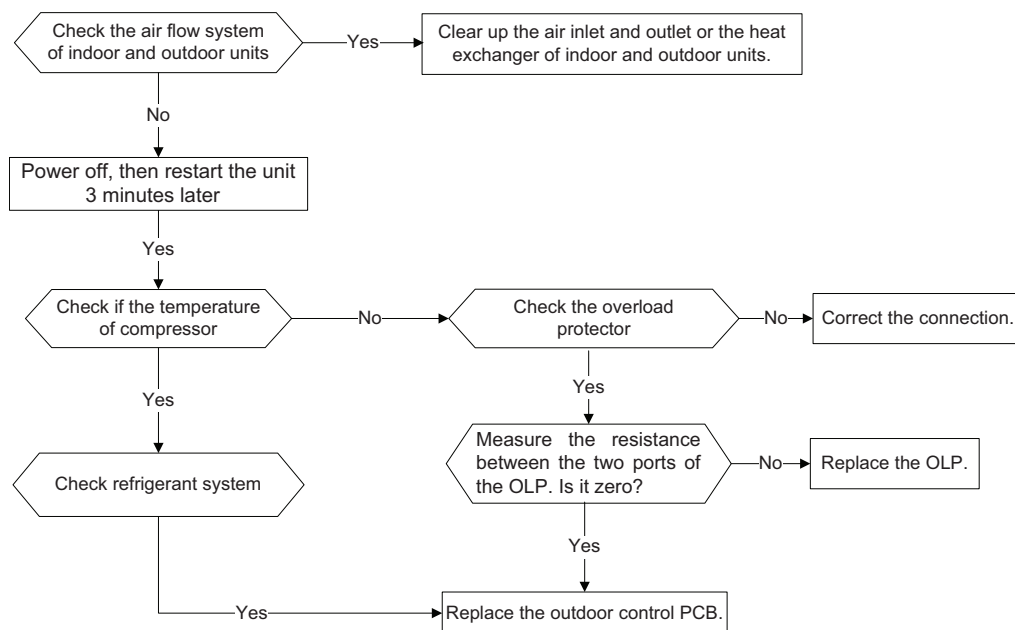 Check the air flow system
of indoor and outdoor units
Yes
Clear up the air inlet and outlet or the heat
exchanger of indoor and outdoor units.
No
Power off, then restart the unit
3 minutes later
Yes
Check if the temperature
of compressor
No
Check the overload
protector
No
Correct the connection.
Yes
Yes
Check refrigerant system
Measure the resistance
between the two ports of
the OLP. Is it zero?
No
Replace the OLP.
Yes
Yes
Replace the outdoor control PCB.